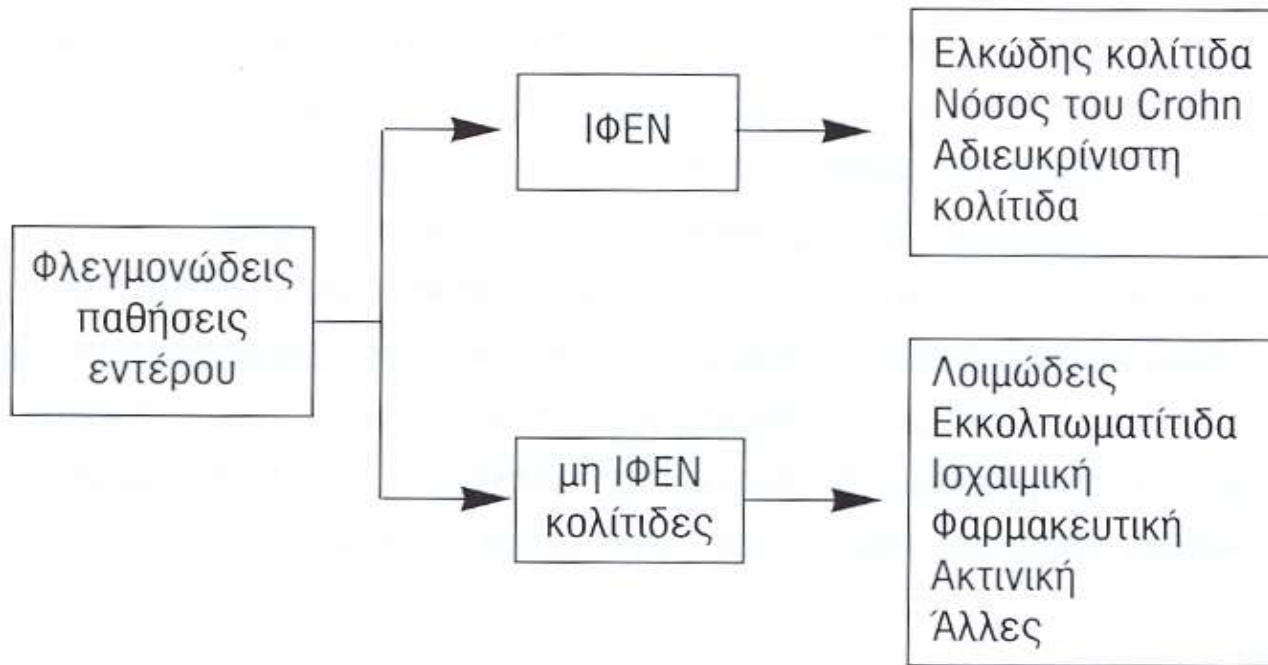 Φλεγμονώδεις
παθήσεις
εντέρου
ΙΦΕΝ
Ελκώδης κολίτιδα
Νόσος του Crohn
Αδιευκρίνιστη
κολίτιδα
μη ΙΦΕΝ
κολίτιδες
Λοιμώδεις
Εκκολπωματίτιδα
Ισχαιμική
Φαρμακευτική
Ακτινική
Άλλες